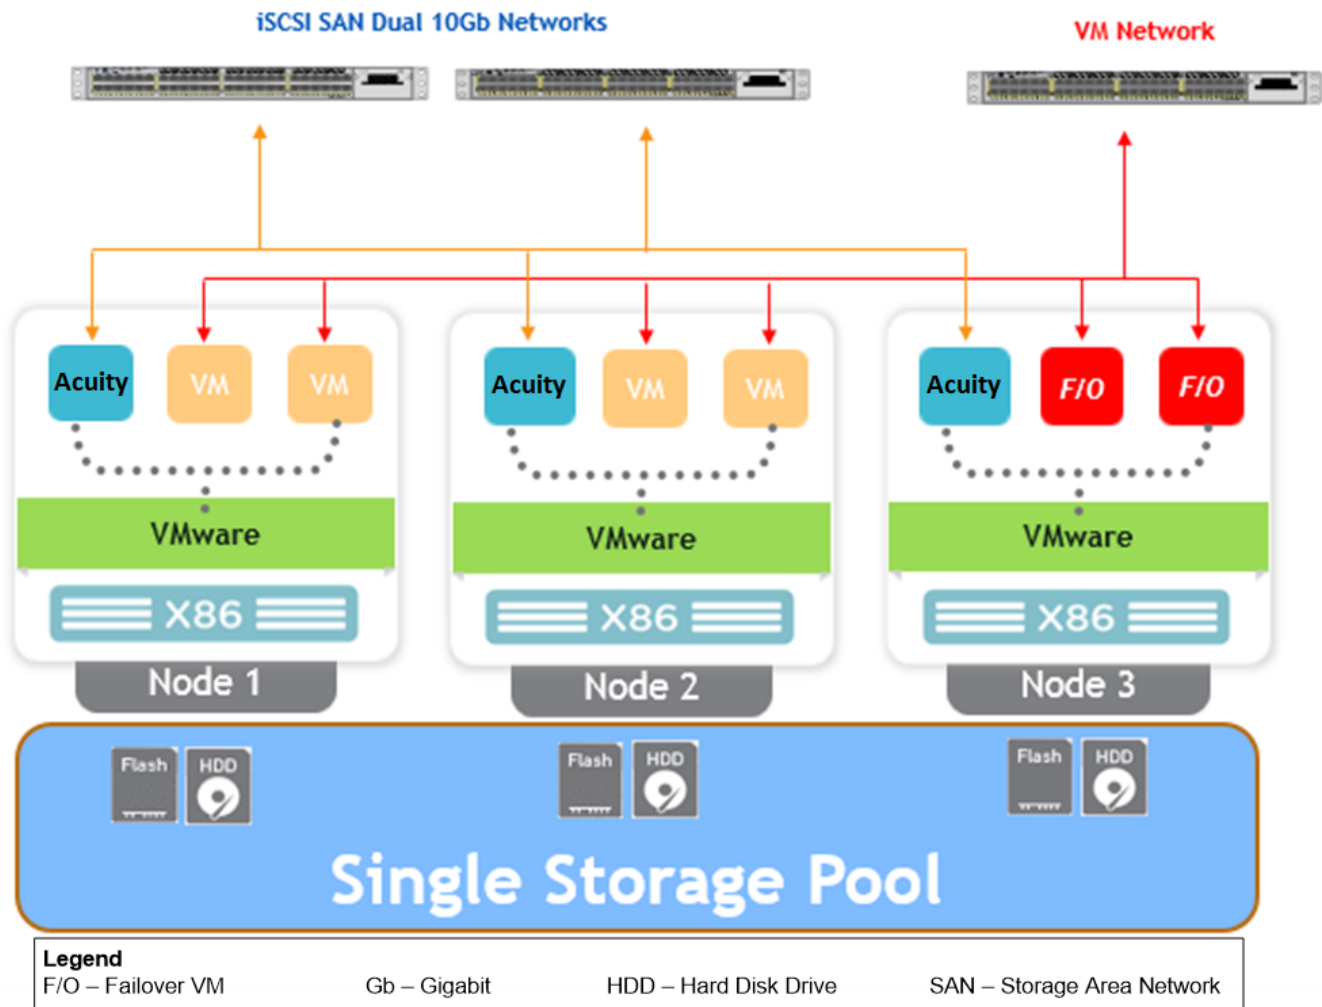 iSCSI SAN Dual 10Gb Networks
VM Network
Acuity VM VM
Acuity VM VM
Acuity F/O F/O
VMware
VMware
VMware
X86
X86
X86
Node 1
Node 2
Node 3
Flash HDD
Flash HDD
Flash HDD
Single Storage Pool
Legend
F/O – Failover VM Gb – Gigabit HDD – Hard Disk Drive SAN – Storage Area Network